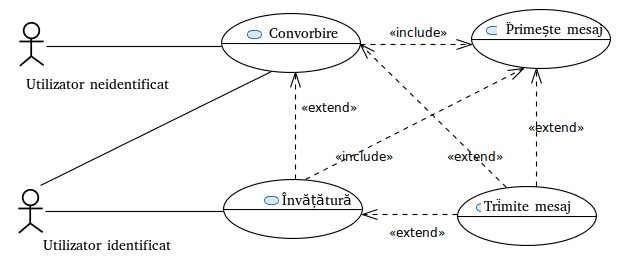 Convorbire
«include»
Primește mesaj
Utilizator neidentificat
«extend»
«extend»
«include»
«extend»
Învățătură
Trimite mesaj
«extend»
Utilizator identificat